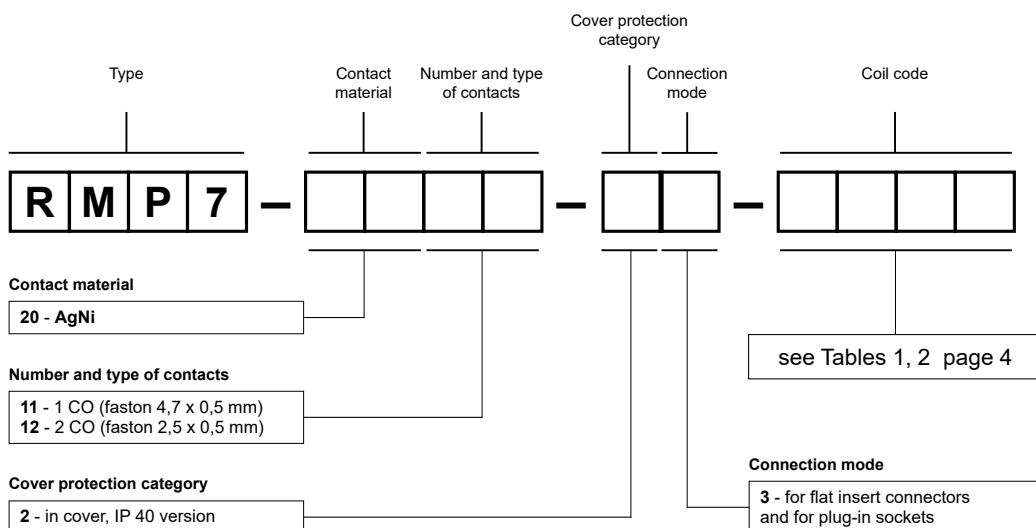 Cover protection
category
Type
Contact
material
Number and type
of contacts
Connection
mode
Coil code
R M P 7 – – –
Contact material
20 - AgNi
see Tables 1, 2 page 4
Number and type of contacts
11 - 1 CO (faston 4,7 x 0,5 mm)
12 - 2 CO (faston 2,5 x 0,5 mm)
Cover protection category
2 - in cover, IP 40 version
Connection mode
3 - for flat insert connectors
and for plug-in sockets